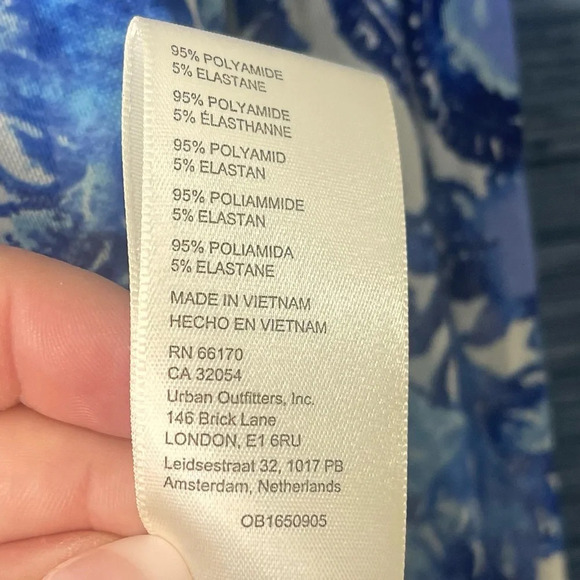 95% POLYAMIDE
5% ELASTANE
95% POLYAMIDE
5% ÉLASTHANNE
95% POLYAMID
5% ELASTAN
95% POLIAMMIDE
5% ELASTAN
95% POLIAMIDA
5% ELASTANE
MADE IN VIETNAM
HECHO EN VIETNAM
RN 66170
CA 32054
Urban Outfitters, Inc.
146 Brick Lane
LONDON, E1 6RU
Leidsestraat 32, 1017 PB
Amsterdam, Netherlands
OB1650905